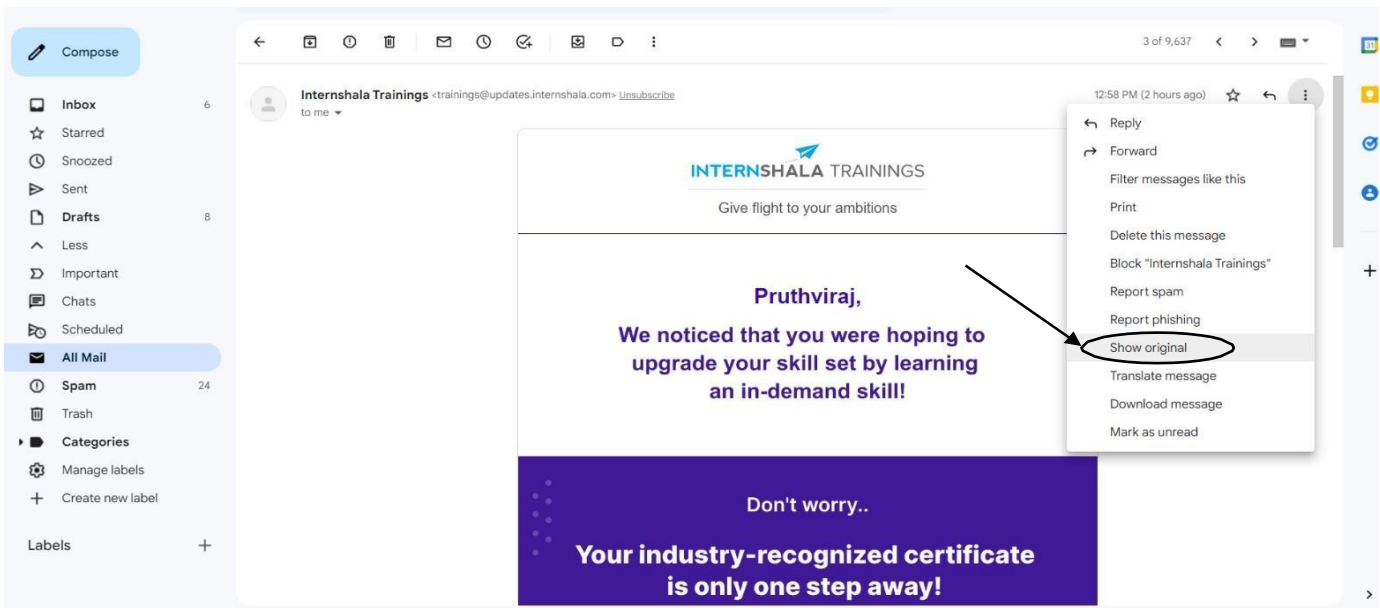 Compose
3 of 9,637
Inbox 6
Starred
Snoozed
Sent
Drafts 8
Less
Important
Chats
Scheduled
All Mail
Spam 24
Trash
Categories
Manage labels
Create new label
Labels
Internshala Trainings <trainings@updates.internshala.com> Unsubscribe
12:58 PM (2 hours ago)
to me
INTERNSHALA TRAININGS
Give flight to your ambitions
Pruthviraj,
We noticed that you were hoping to
upgrade your skill set by learning
an in-demand skill!
Don't worry..
Your industry-recognized certificate
is only one step away!
Reply
Forward
Filter messages like this
Print
Delete this message
Block "Internshala Trainings"
Report spam
Report phishing
Show original
Translate message
Download message
Mark as unread
31